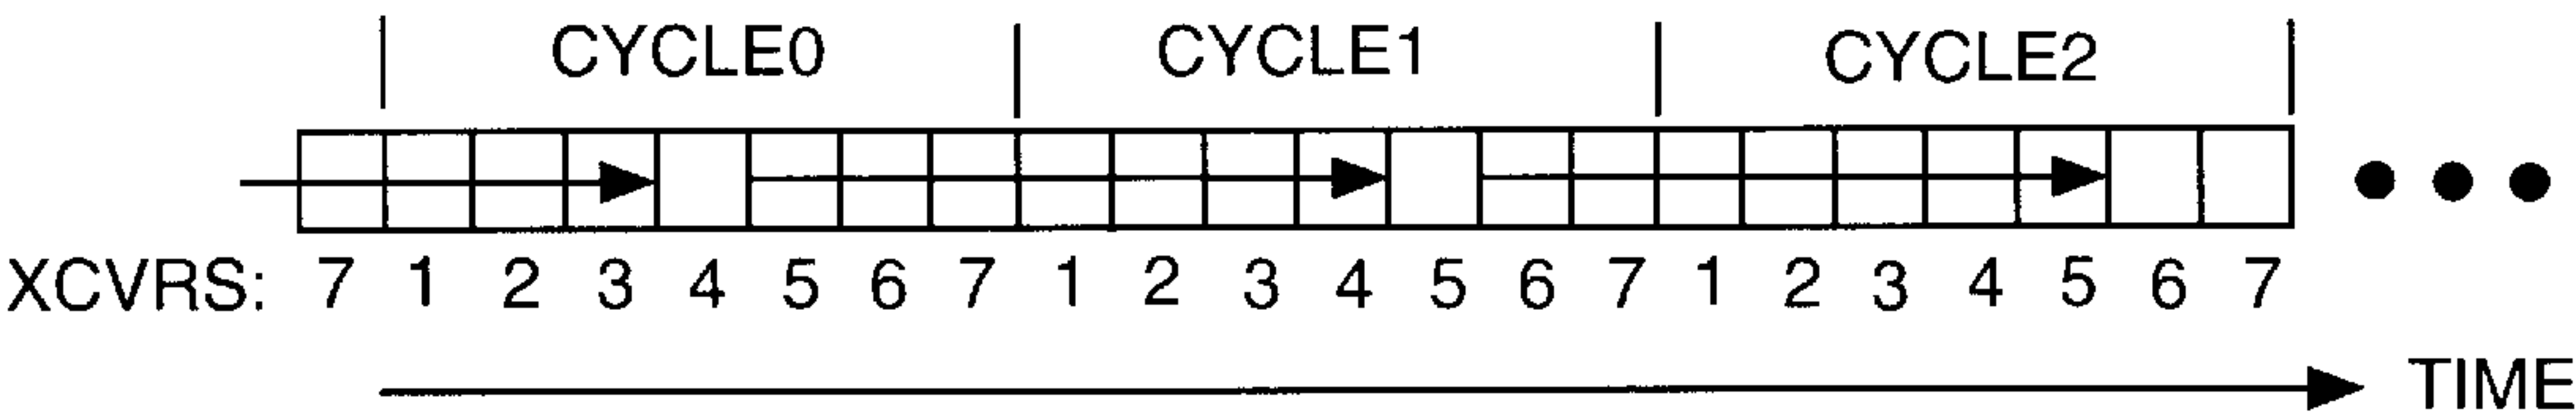 CYCLE0 CYCLE1 CYCLE2
XCVRS: 7 1 2 3 4 5 6 7 1 2 3 4 5 6 7 1 2 3 4 5 6 7
TIME